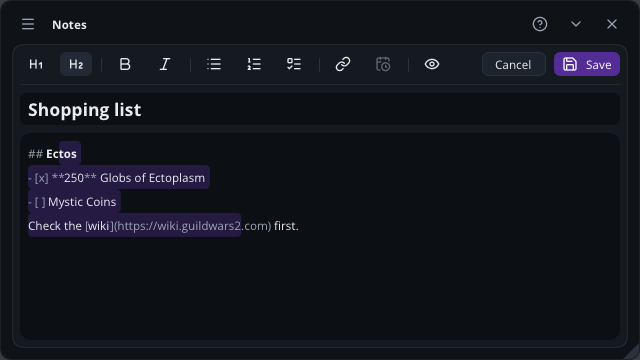 Notes
H1 H2 B I Cancel Save
Shopping list
## Ectos
- [x] **250** Globs of Ectoplasm
- [ ] Mystic Coins
Check the [wiki](https://wiki.guildwars2.com) first.